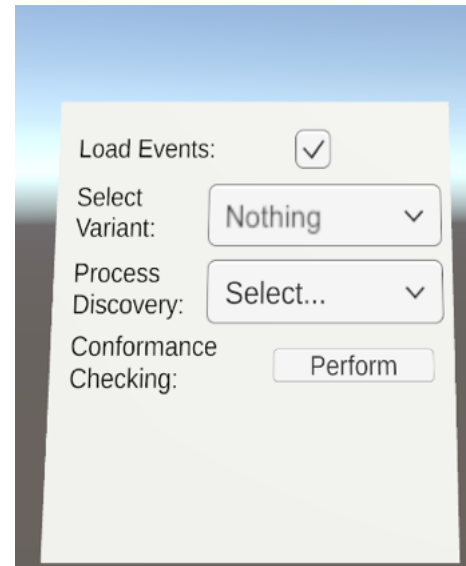 Load Events:
Select
Variant:
Nothing
Process
Discovery:
Select...
Conformance
Checking:
Perform